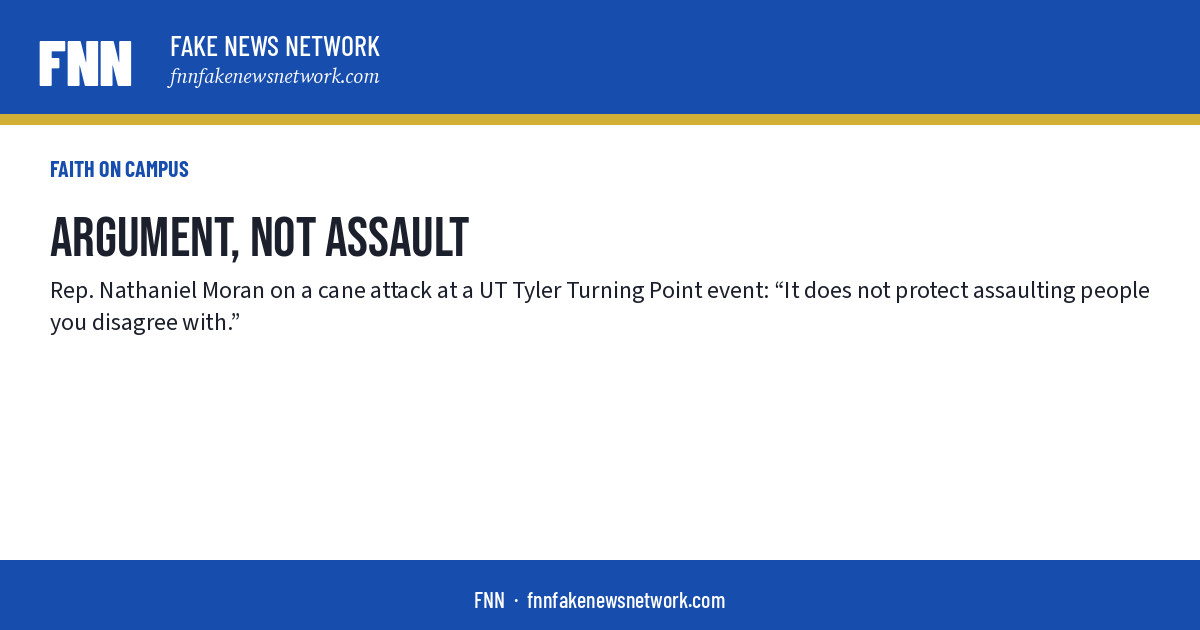 FNN
FAKE NEWS NETWORK
fnnfakenewsnetwork.com
FAITH ON CAMPUS
ARGUMENT, NOT ASSAULT
Rep. Nathaniel Moran on a cane attack at a UT Tyler Turning Point event: “It does not protect assaulting people
you disagree with.”
FNN · fnnfakenewsnetwork.com